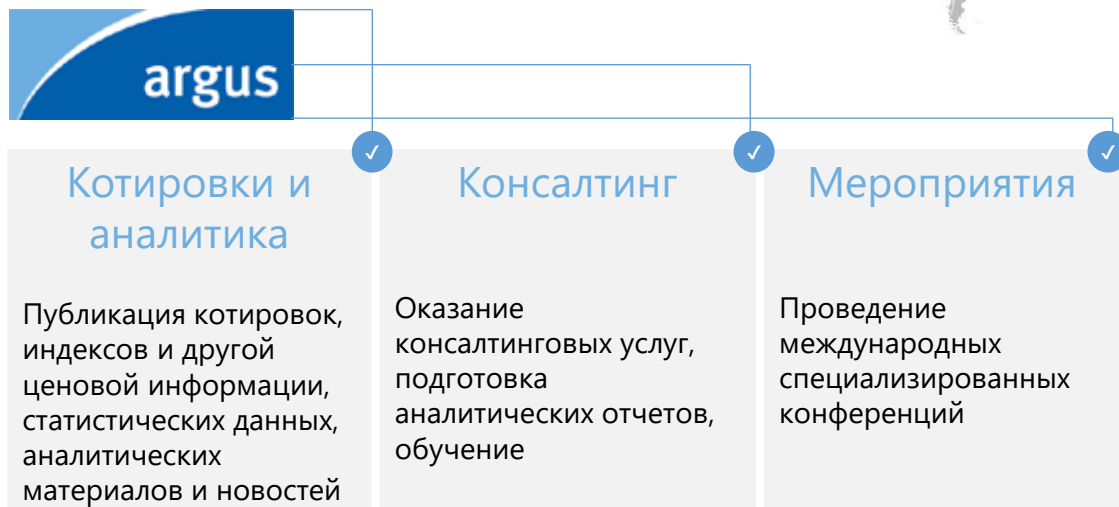 argus
Котировки и
аналитика
Публикация котировок,
индексов и другой
ценовой информации,
статистических данных,
аналитических
материалов и новостей
Консалтинг
Оказание
консалтинговых услуг,
подготовка
аналитических отчетов,
обучение
Мероприятия
Проведение
международных
специализированных
конференций